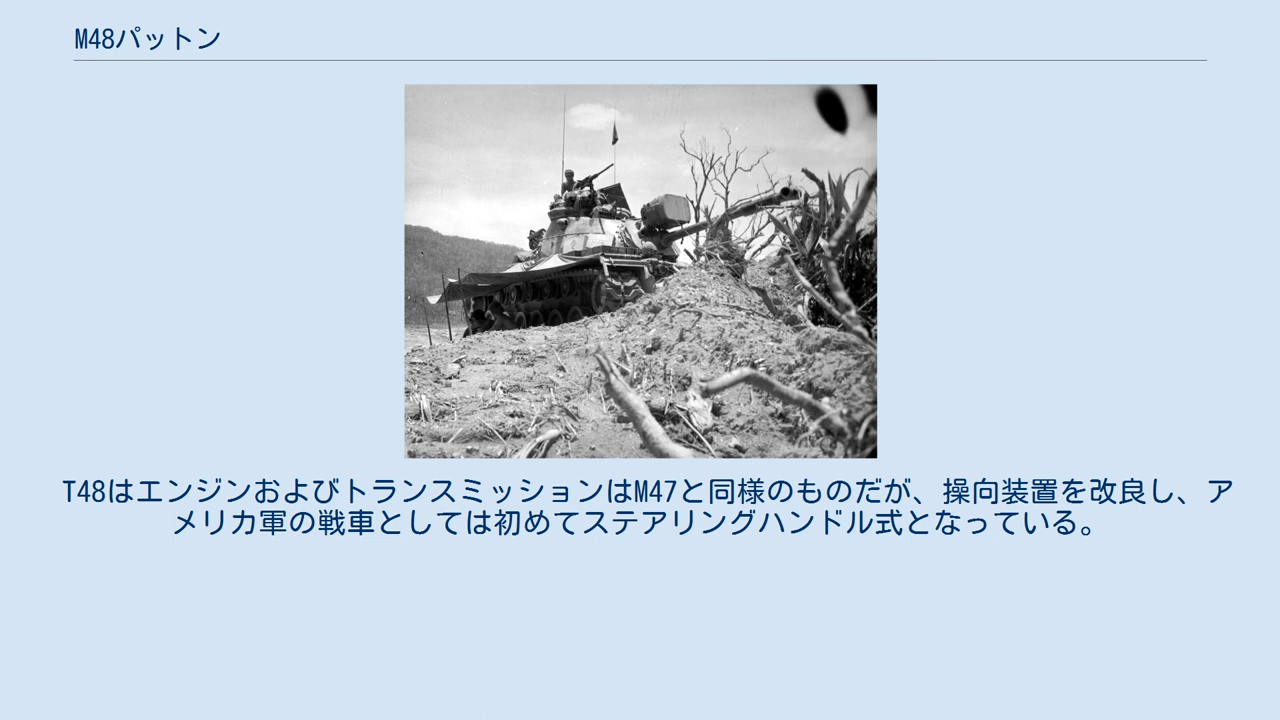 M48パットン
T48はエンジンおよびトランスミッションはM47と同様のものだが、操向装置を改良し、ア
メリカ軍の戦車としては初めてステアリングハンドル式となっている。